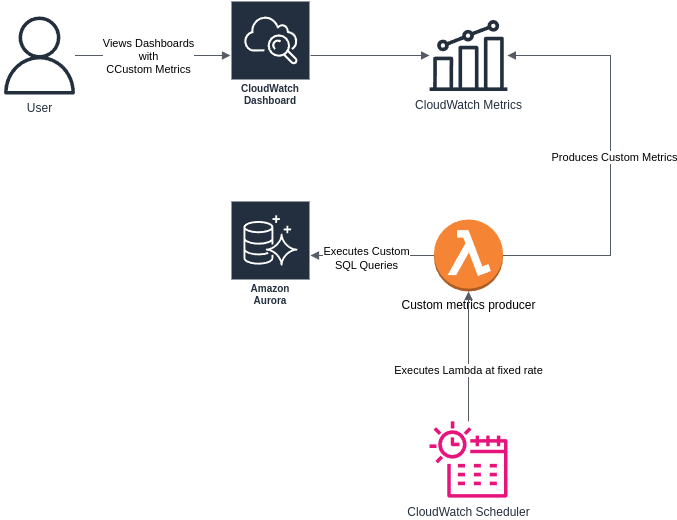 Views Dashboards
with
CCustom Metrics
User
CloudWatch
Dashboard
CloudWatch Metrics
Produces Custom Metrics
Executes Custom
SQL Queries
Amazon
Aurora
Custom metrics producer
Executes Lambda at fixed rate
CloudWatch Scheduler